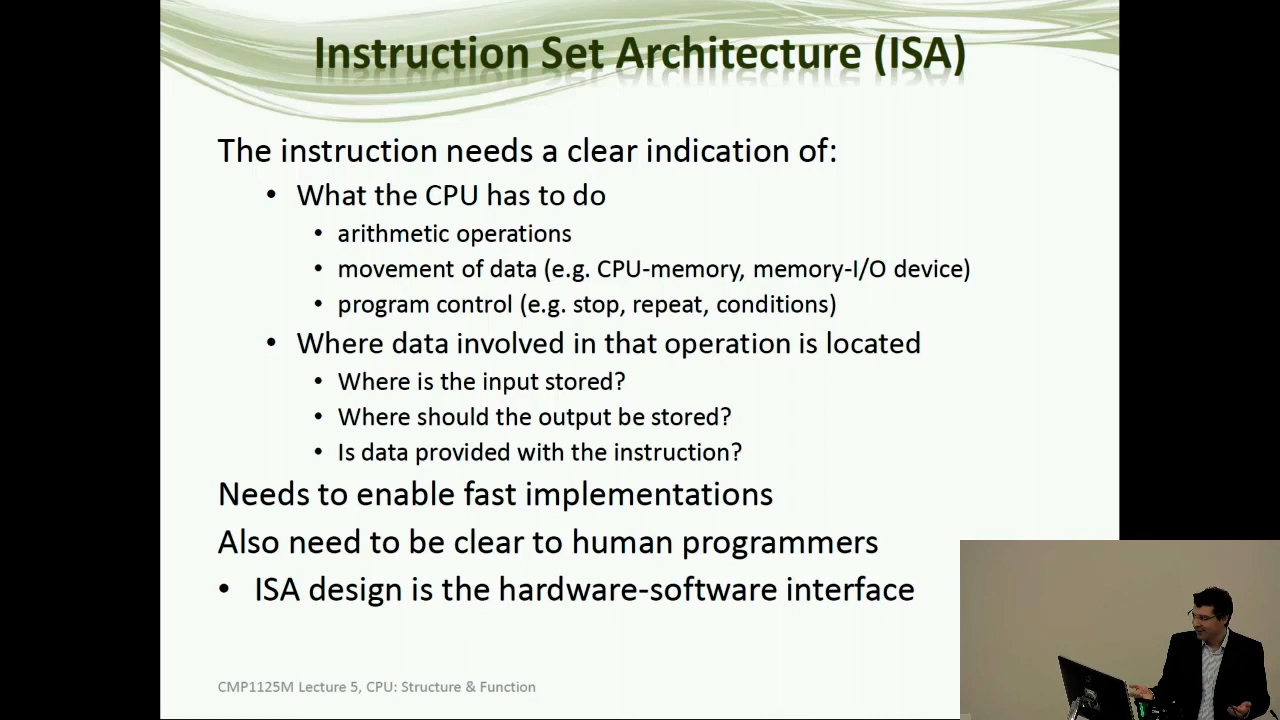 Instruction Set Architecture (ISA)
The instruction needs a clear indication of:
• What the CPU has to do
• arithmetic operations
• movement of data (e.g. CPU-memory, memory-I/O device)
• program control (e.g. stop, repeat, conditions)
• Where data involved in that operation is located
• Where is the input stored?
• Where should the output be stored?
• Is data provided with the instruction?
Needs to enable fast implementations
Also need to be clear to human programmers
• ISA design is the hardware-software interface
CMP1125M Lecture 5, CPU: Structure & Function